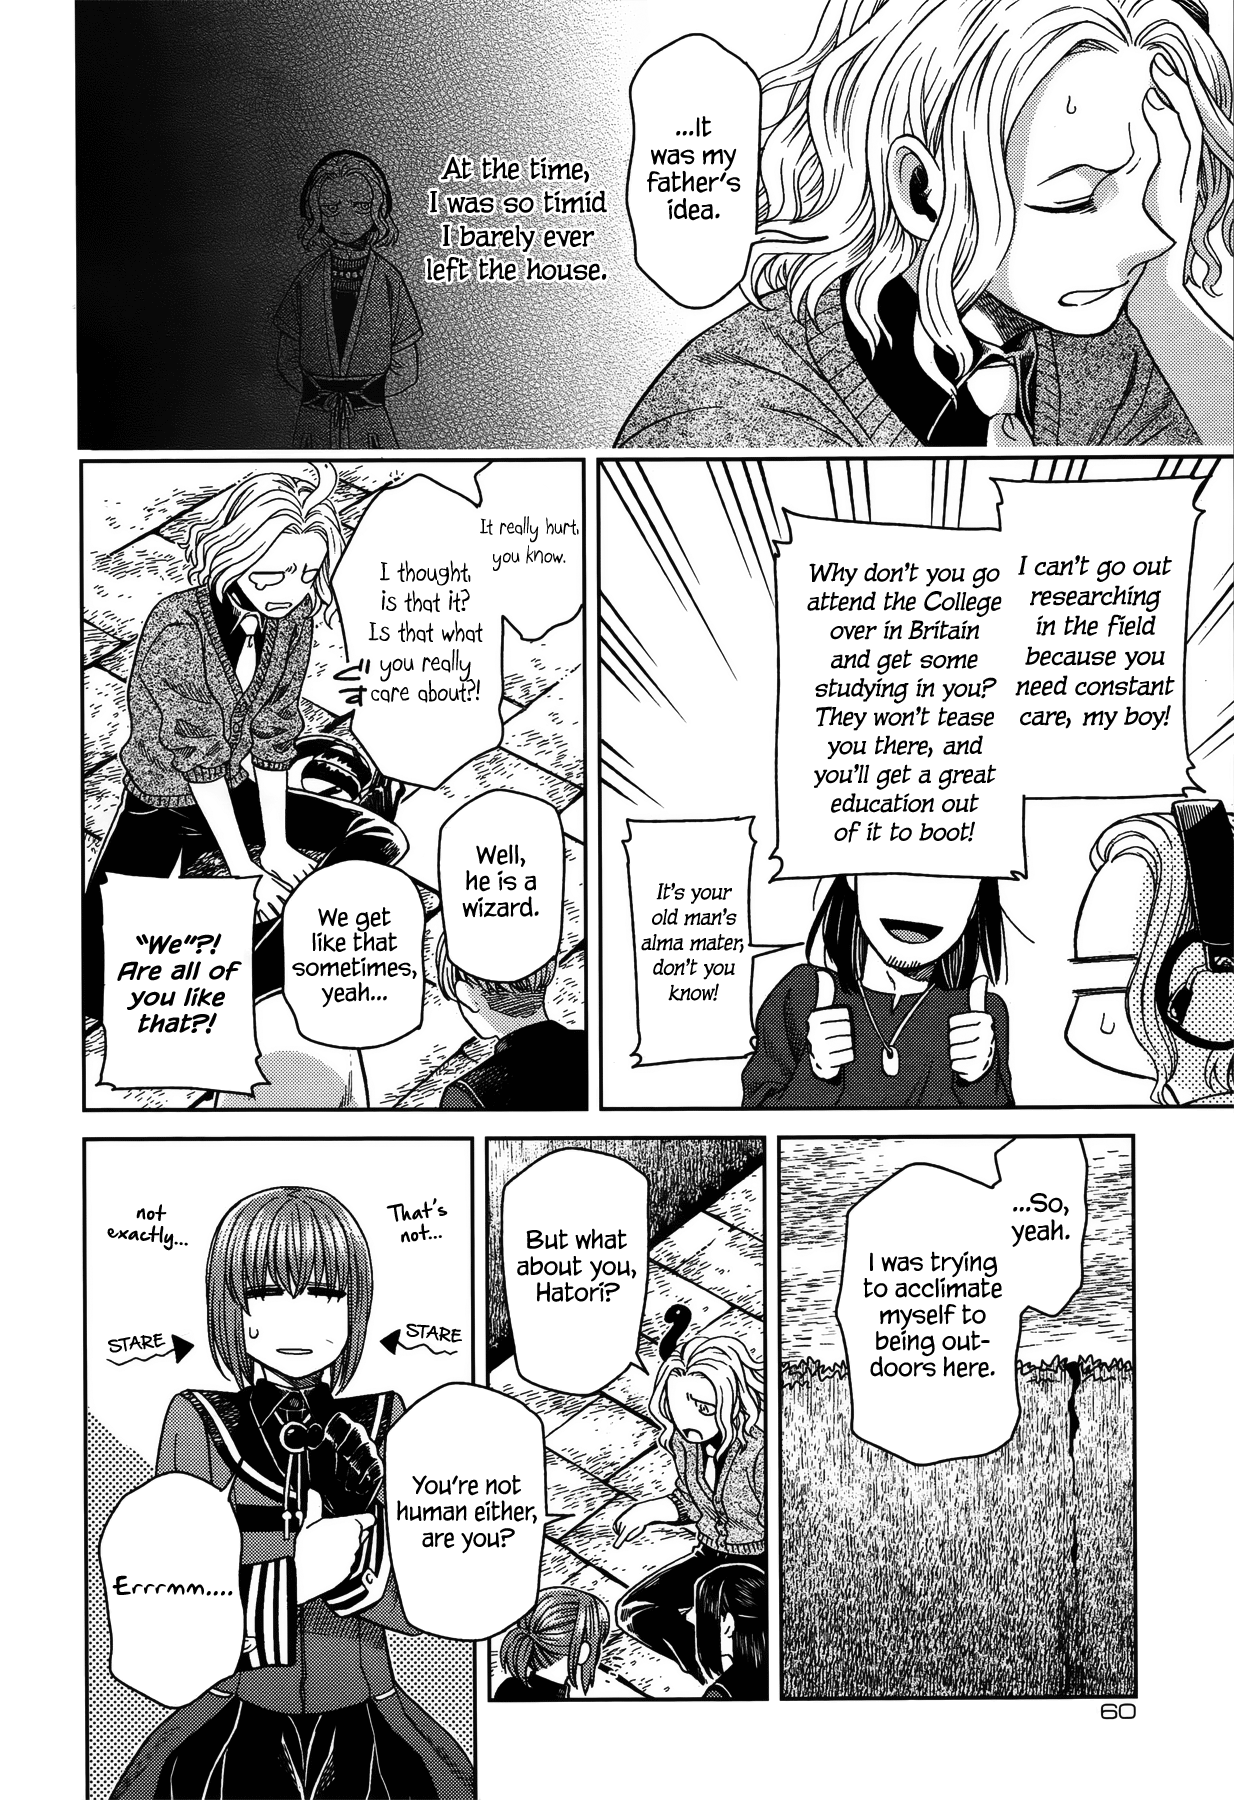 ...It
was my
father's
idea.
At the time,
I was so timid
I barely ever
left the house.
I can't go out
researching
in the field
because you
need constant
care, my boy!
Why don't you go
attend the College
over in Britain
and get some
studying in you?
They won't tease
you there, and
you'll get a great
education out
of it to boot!
It's your
old man's
alma mater,
don't you
know!
It really hurt,
you know.
I thought,
is that it?
Is that what
you really
care about?!
Well,
he is a
wizard.
We get
like that
sometimes,
yeah...
"We"?!
Are all of
you like
that?!
...So,
yeah.
I was trying
to acclimate
myself to
being out-
doors here.
But what
about you,
Hatori?
You're not
human either,
are you?
That's
not...
not
exactly...
STARE
STARE
Errrmm....
60